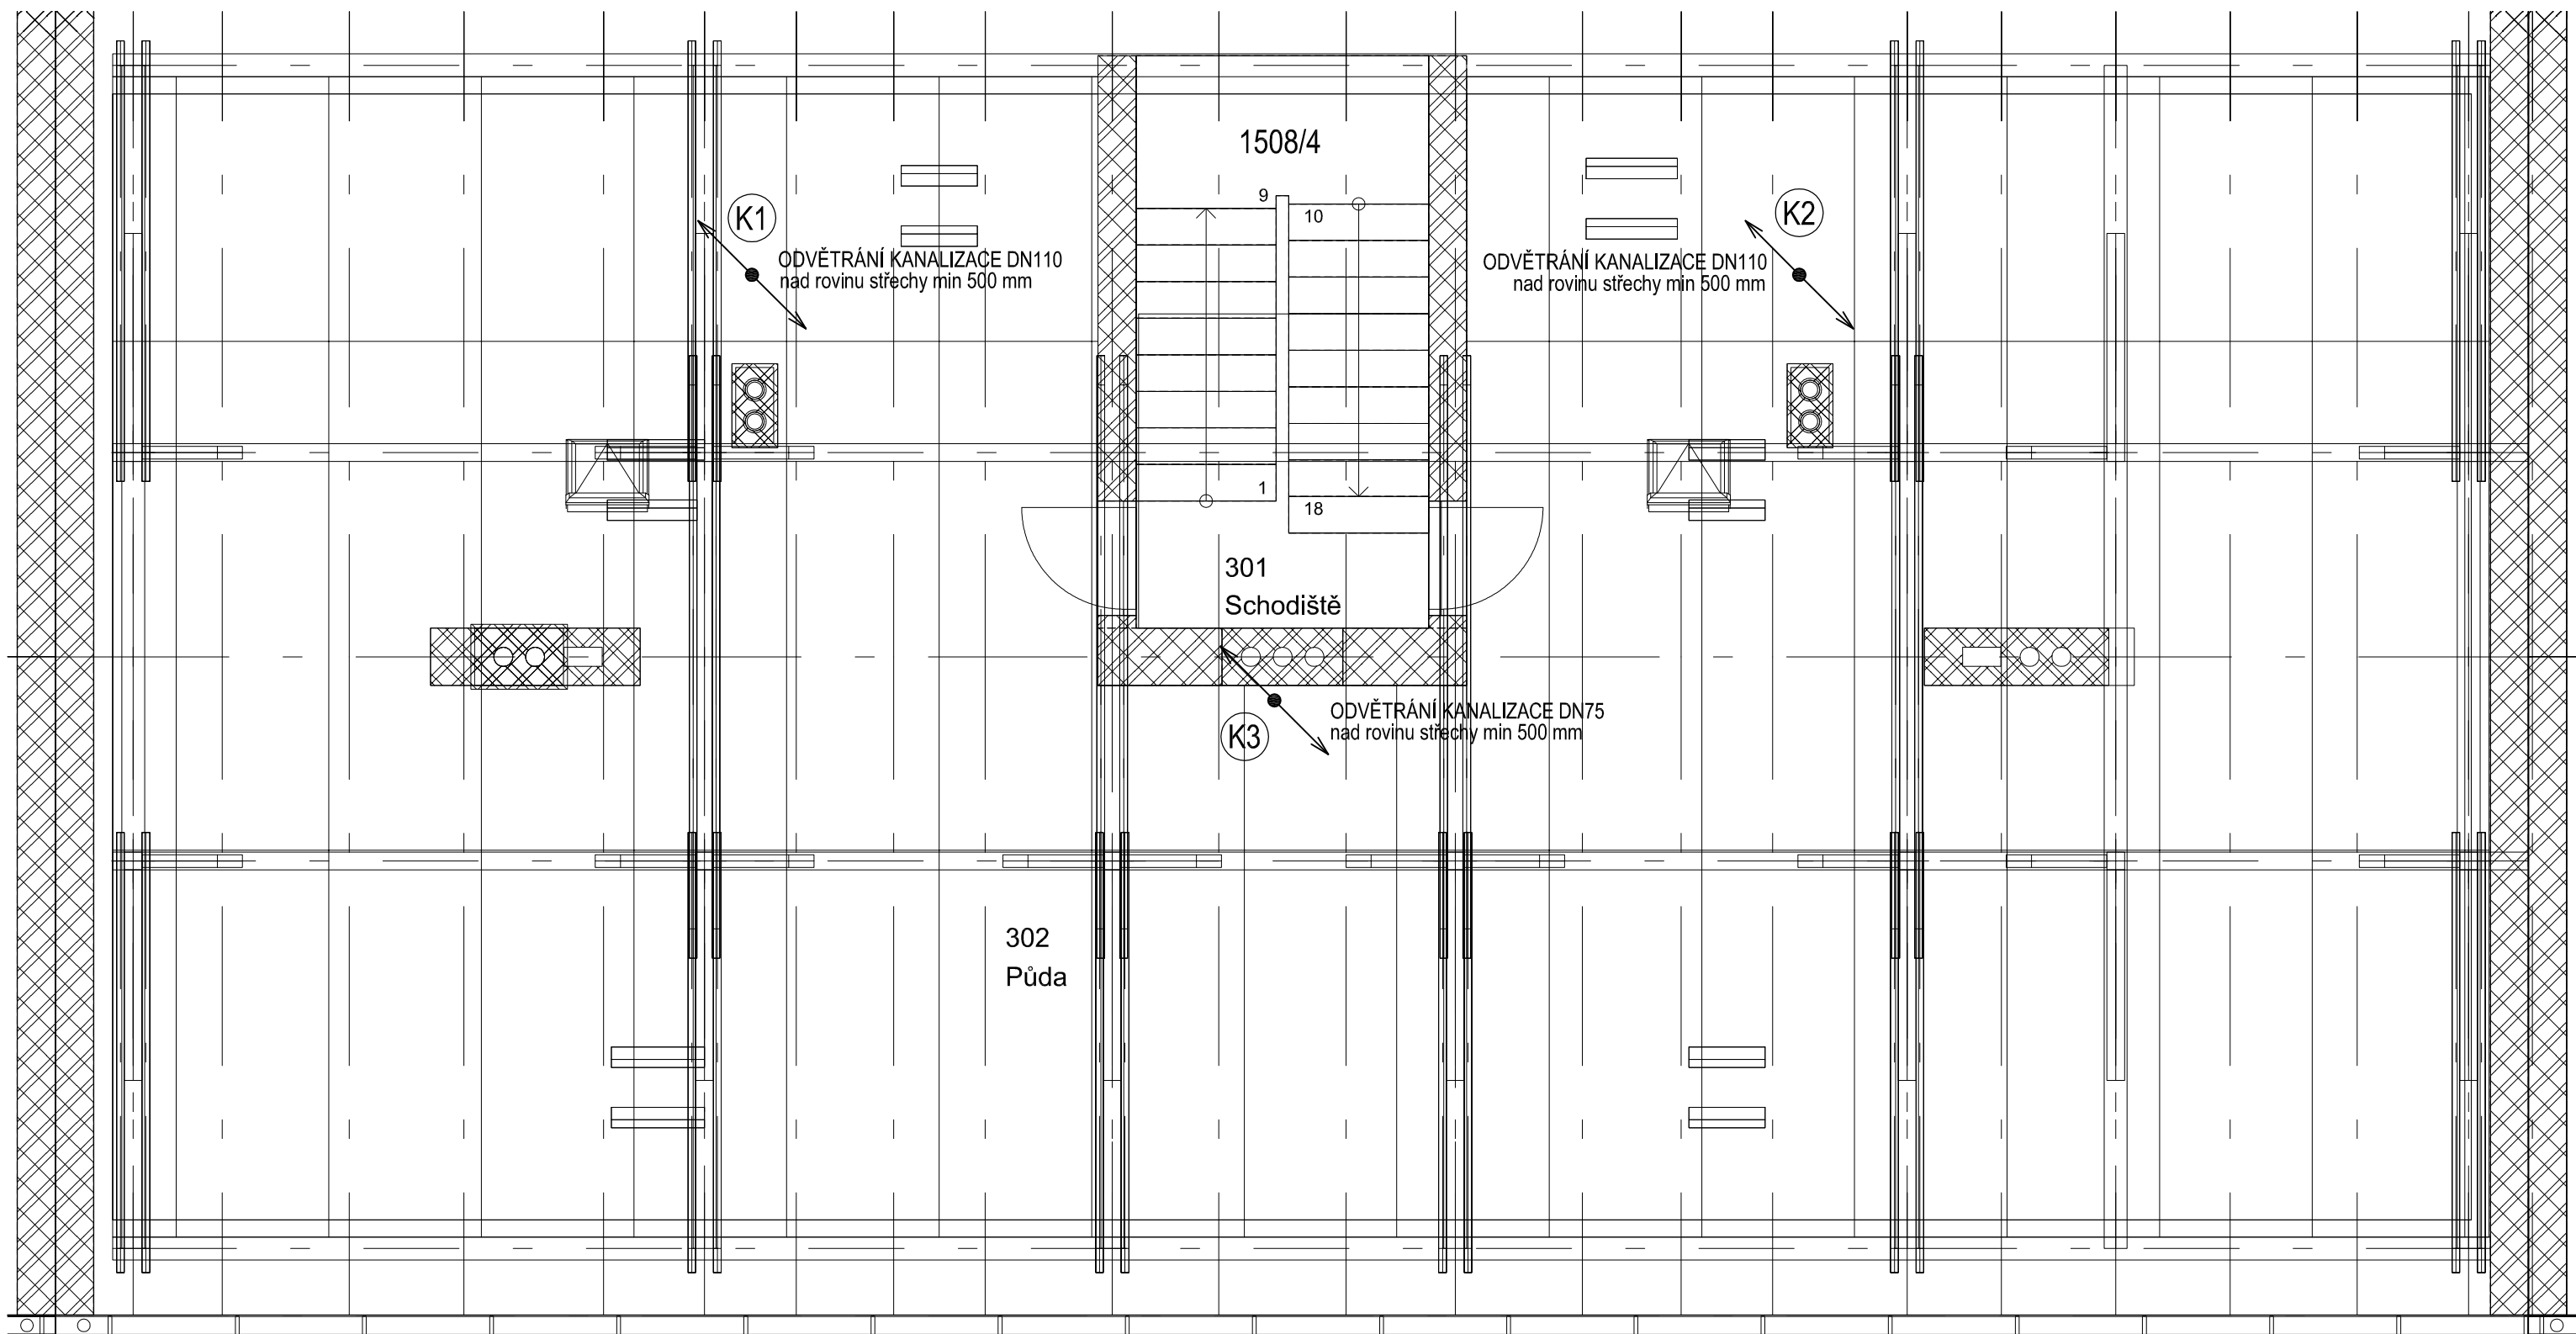 1508/4
9
10
K1
K2
ODVĚTRÁNÍ KANALIZACE DN110
nad rovinu střechy min 500 mm
ODVĚTRÁNÍ KANALIZACE DN110
nad rovinu střechy min 500 mm
1
18
301
Schodiště
ODVĚTRÁNÍ KANALIZACE DN75
nad rovinu střechy min 500 mm
K3
302
Půda